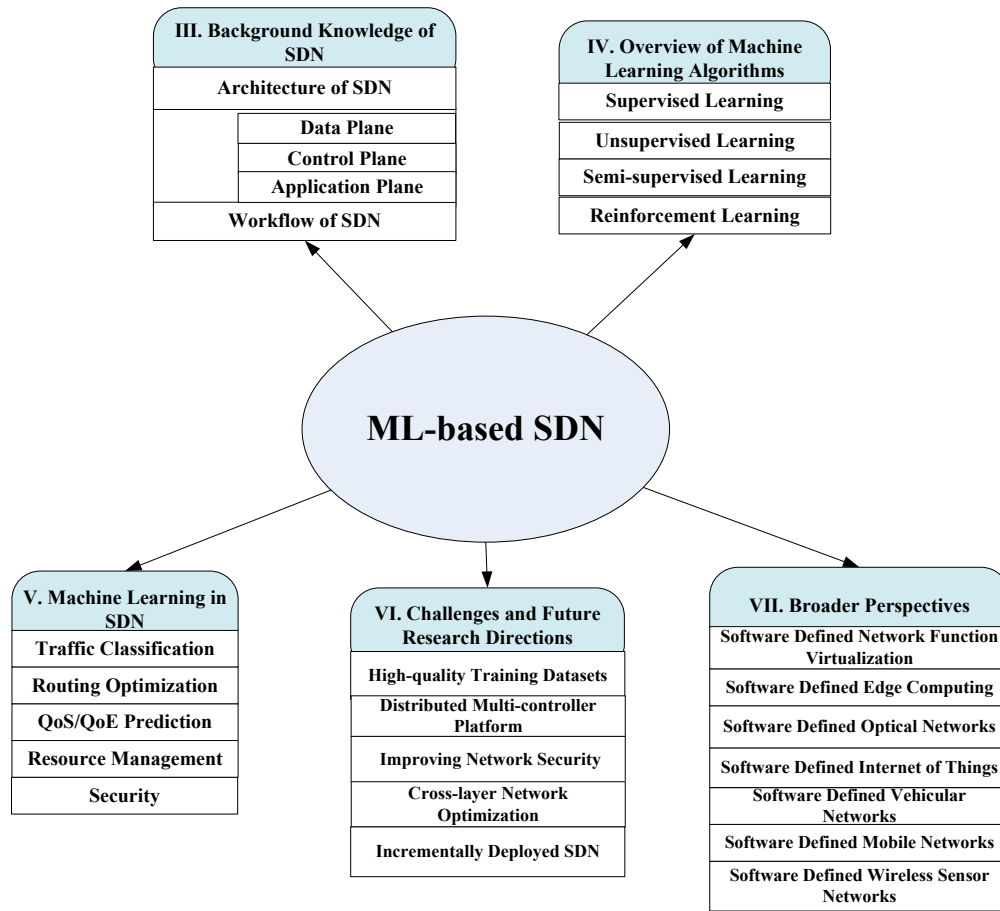 III. Background Knowledge of
SDN
Architecture of SDN
Data Plane
Control Plane
Application Plane
Workflow of SDN
IV. Overview of Machine
Learning Algorithms
Supervised Learning
Unsupervised Learning
Semi-supervised Learning
Reinforcement Learning
ML-based SDN
V. Machine Learning in
SDN
Traffic Classification
Routing Optimization
QoS/QoE Prediction
Resource Management
Security
VI. Challenges and Future
Research Directions
High-quality Training Datasets
Distributed Multi-controller
Platform
Improving Network Security
Cross-layer Network
Optimization
Incrementally Deployed SDN
VII. Broader Perspectives
Software Defined Network Function
Virtualization
Software Defined Edge Computing
Software Defined Optical Networks
Software Defined Internet of Things
Software Defined Vehicular
Networks
Software Defined Mobile Networks
Software Defined Wireless Sensor
Networks